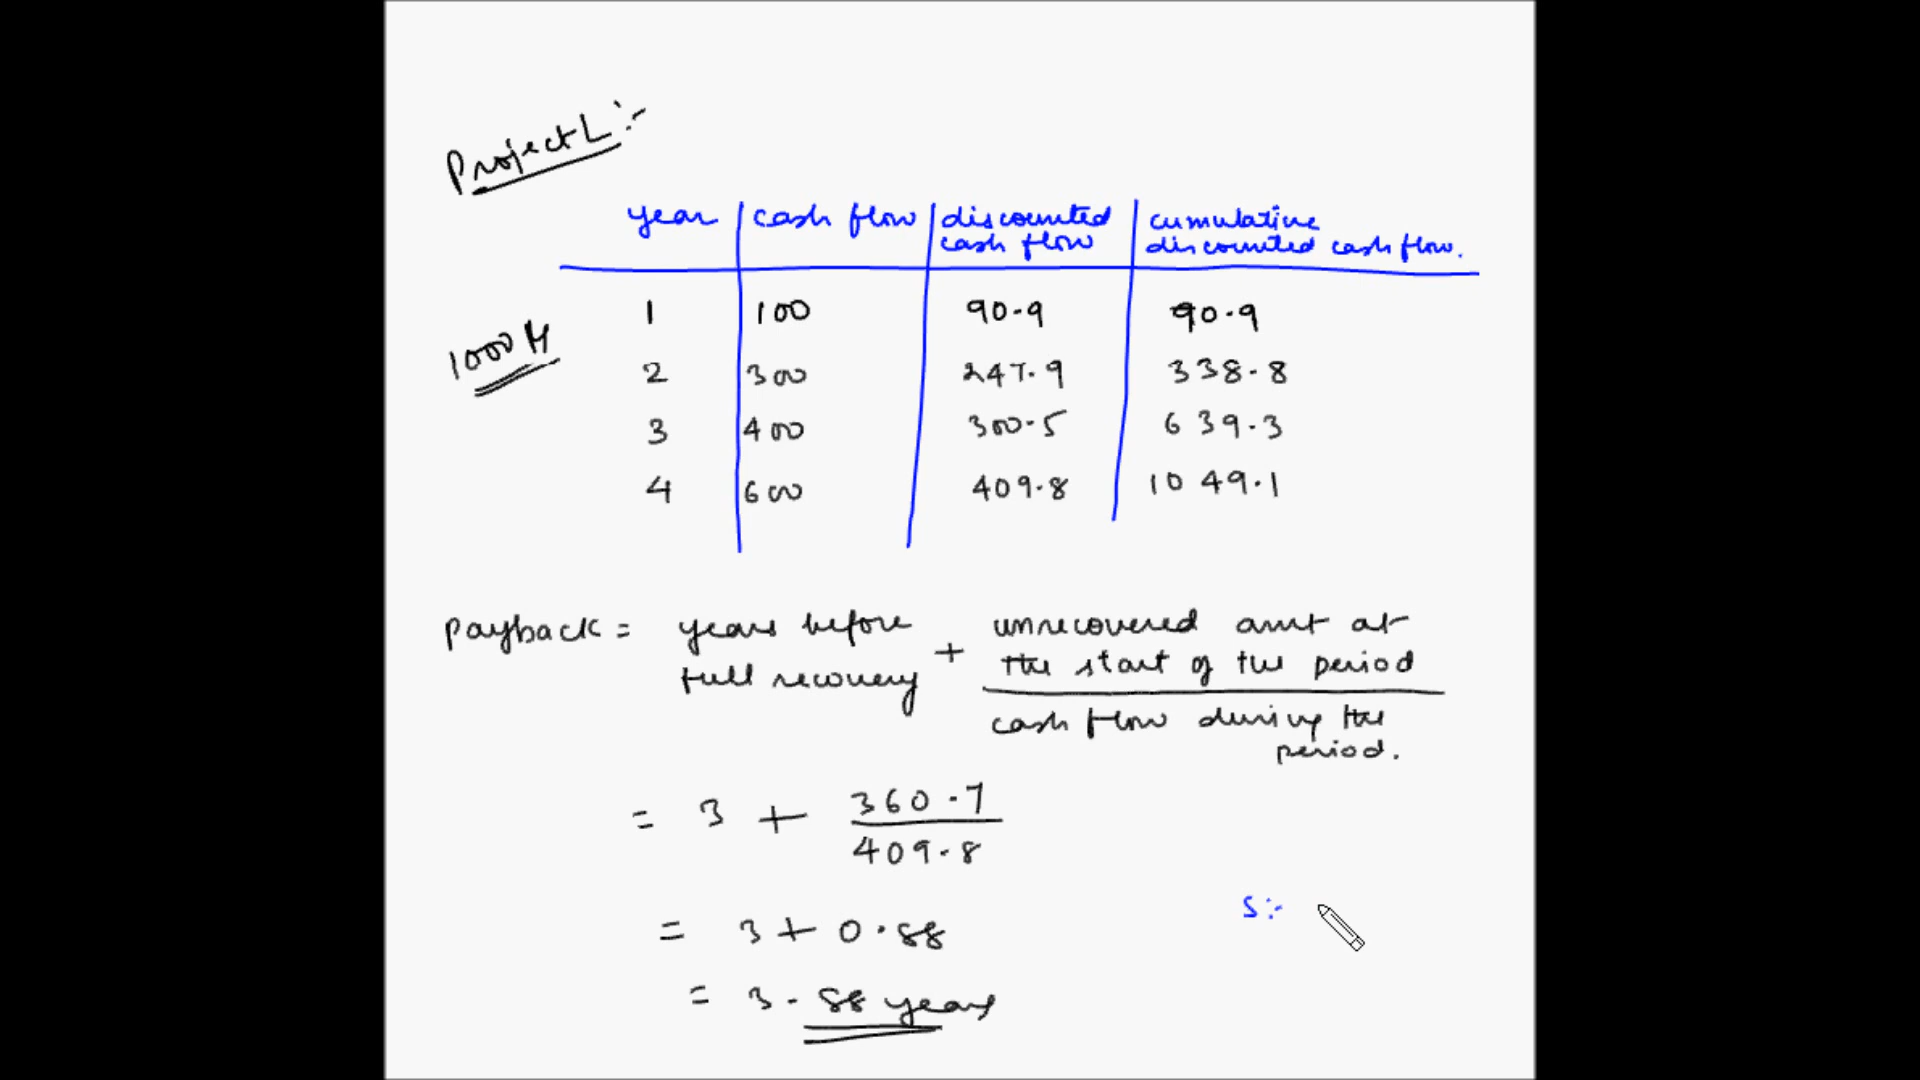 Project L :-
year cash flow discounted cash flow cumulative discounted cash flow.
1 100 90.9 90.9
1000 M
2 300 247.9 338.8
3 400 300.5 639.3
4 600 409.8 1049.1
payback = years before full recovery + unrecovered amt at the start of the period / cash flow during the period.
= 3 + 360.7 / 409.8
= 3 + 0.88
= 3.88 years
S :-